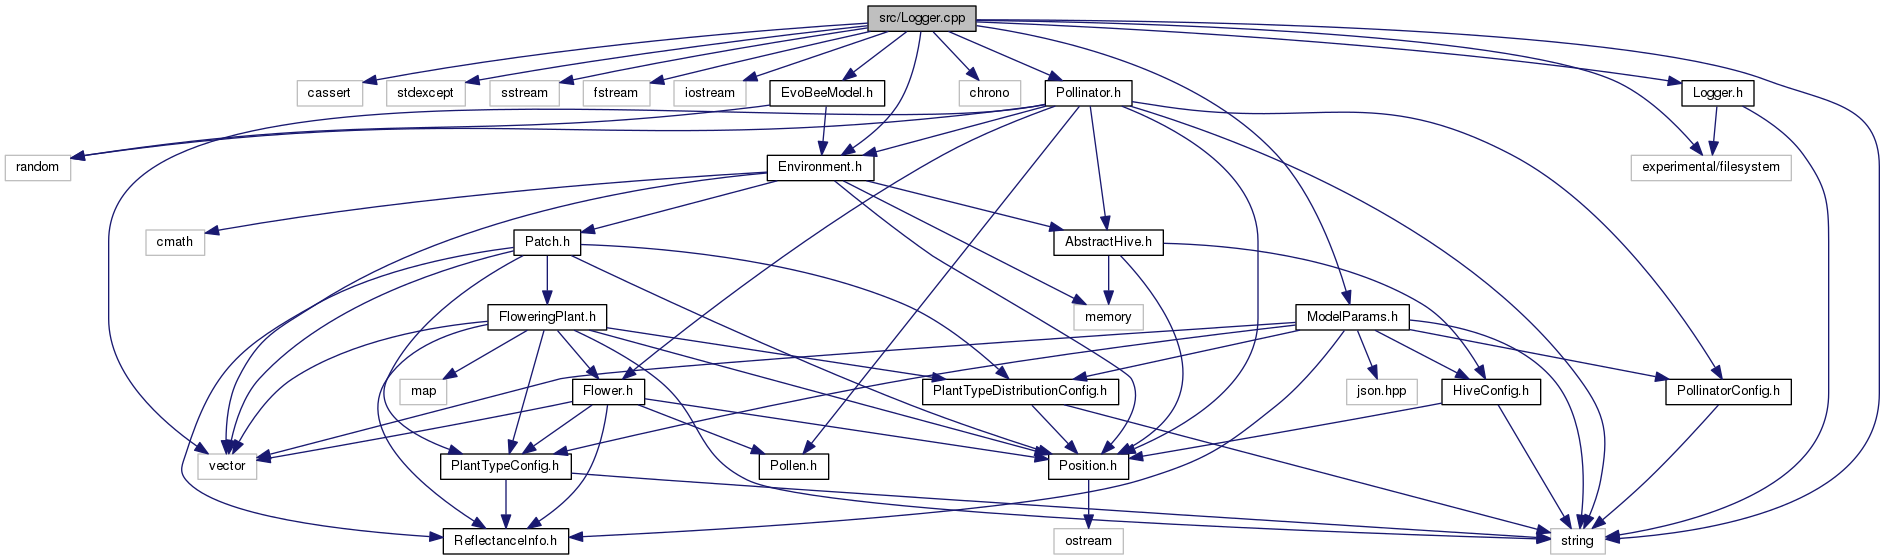 src/Logger.cpp
cassert
stdexcept
sstream
fstream
iostream
EvoBeeModel.h
chrono
Pollinator.h
Logger.h
random
Environment.h
experimental/filesystem
cmath
Patch.h
AbstractHive.h
FloweringPlant.h
memory
ModelParams.h
map
Flower.h
PlantTypeDistributionConfig.h
json.hpp
HiveConfig.h
PollinatorConfig.h
vector
PlantTypeConfig.h
Pollen.h
Position.h
ReflectanceInfo.h
ostream
string